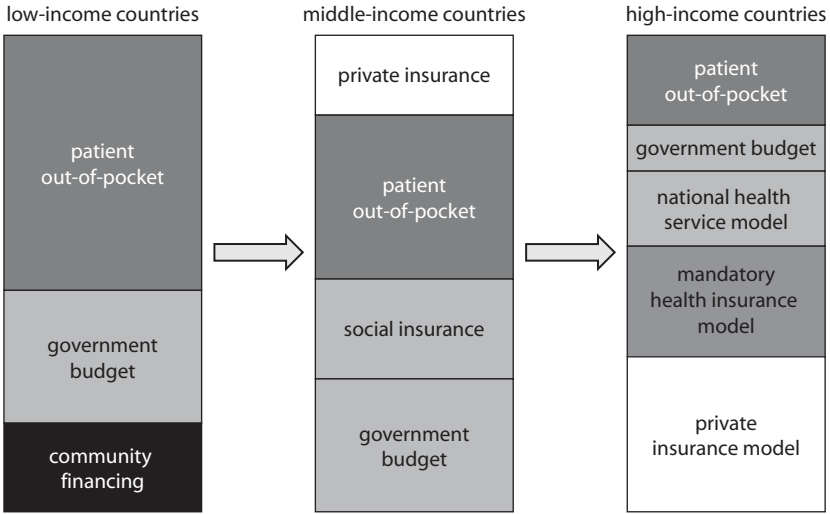 low-income countries
patient
out-of-pocket
government
budget
community
financing
middle-income countries
private insurance
patient
out-of-pocket
social insurance
government
budget
high-income countries
patient
out-of-pocket
government budget
national health
service model
mandatory
health insurance
model
private
insurance model